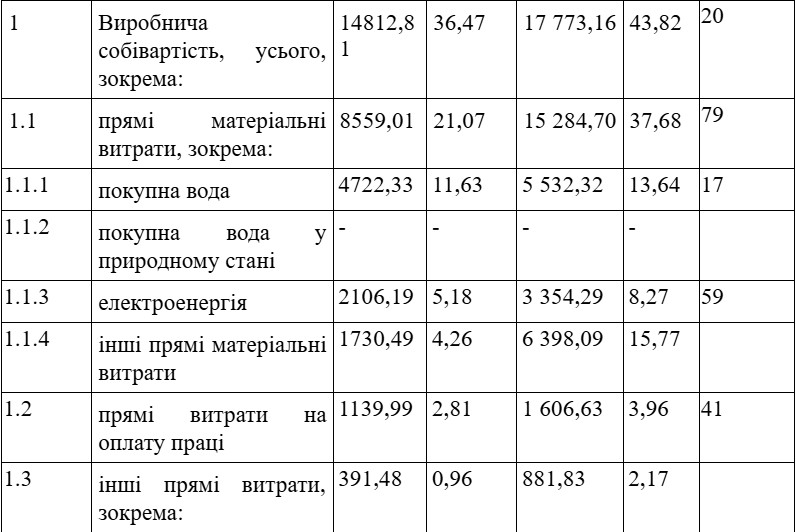 1 Виробнича 14812,8 36,47 17 773,16 43,82 20
собівартість, усього, 1
зокрема:
1.1 прямі матеріальні 8559,01 21,07 15 284,70 37,68 79
витрати, зокрема:
1.1.1 покупна вода 4722,33 11,63 5 532,32 13,64 17
1.1.2 покупна вода у - - - -
природному стані
1.1.3 електроенергія 2106,19 5,18 3 354,29 8,27 59
1.1.4 інші прямі матеріальні 1730,49 4,26 6 398,09 15,77
витрати
1.2 прямі витрати на 1139,99 2,81 1 606,63 3,96 41
оплату праці
1.3 інші прямі витрати, 391,48 0,96 881,83 2,17
зокрема: